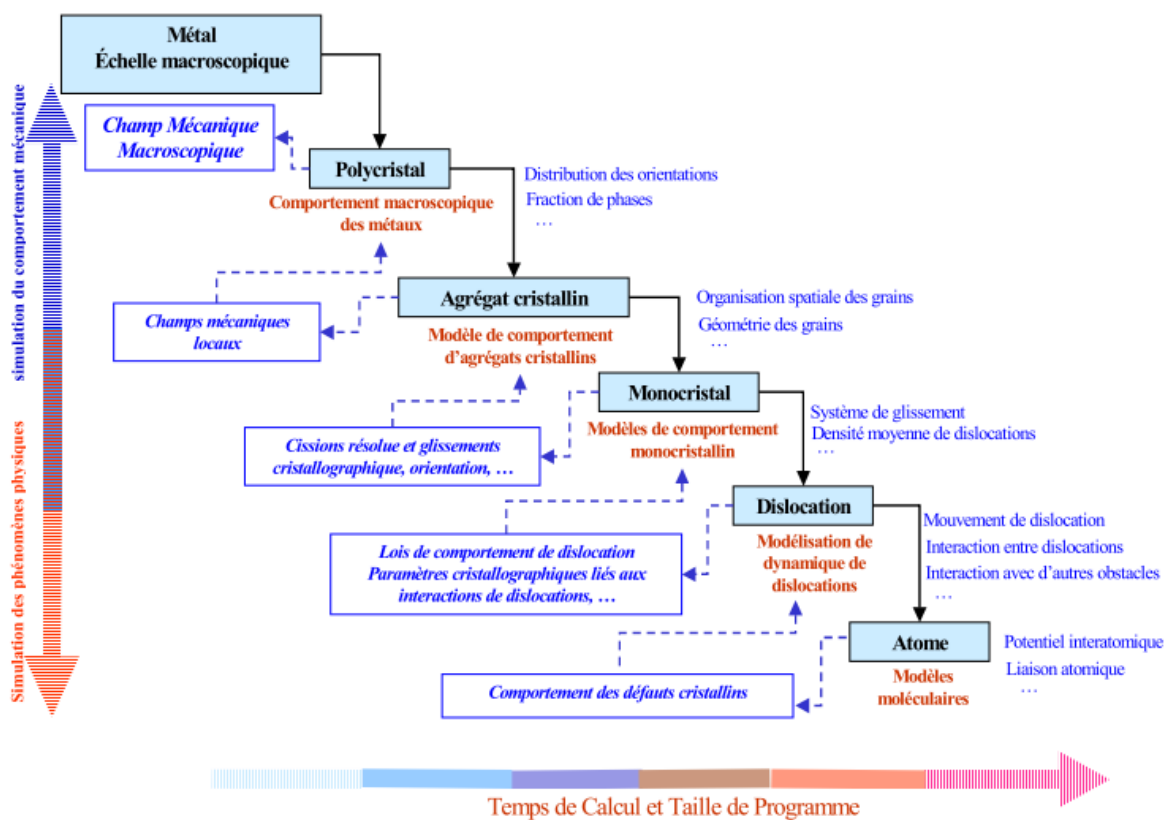 Métal
Échelle macroscopique
simulation du comportement mécanique
Simulation des phénomènes physiques
Champ Mécanique
Macroscopique
Polycristal
Comportement macroscopique
des métaux
Distribution des orientations
Fraction de phases
…
Agrégat cristallin
Modèle de comportement
d'agrégats cristallins
Champs mécaniques
locaux
Organisation spatiale des grains
Géométrie des grains
…
Monocristal
Modèles de comportement
monocristallin
Cissions résolue et glissements
cristallographique, orientation, …
Système de glissement
Densité moyenne de dislocations
…
Dislocation
Modélisation de
dynamique de
dislocations
Lois de comportement de dislocation
Paramètres cristallographiques liés aux
interactions de dislocations, …
Mouvement de dislocation
Interaction entre dislocations
Interaction avec d'autres obstacles
…
Atome
Modèles
moléculaires
Comportement des défauts cristallins
Potentiel interatomique
Liaison atomique
…
Temps de Calcul et Taille de Programme